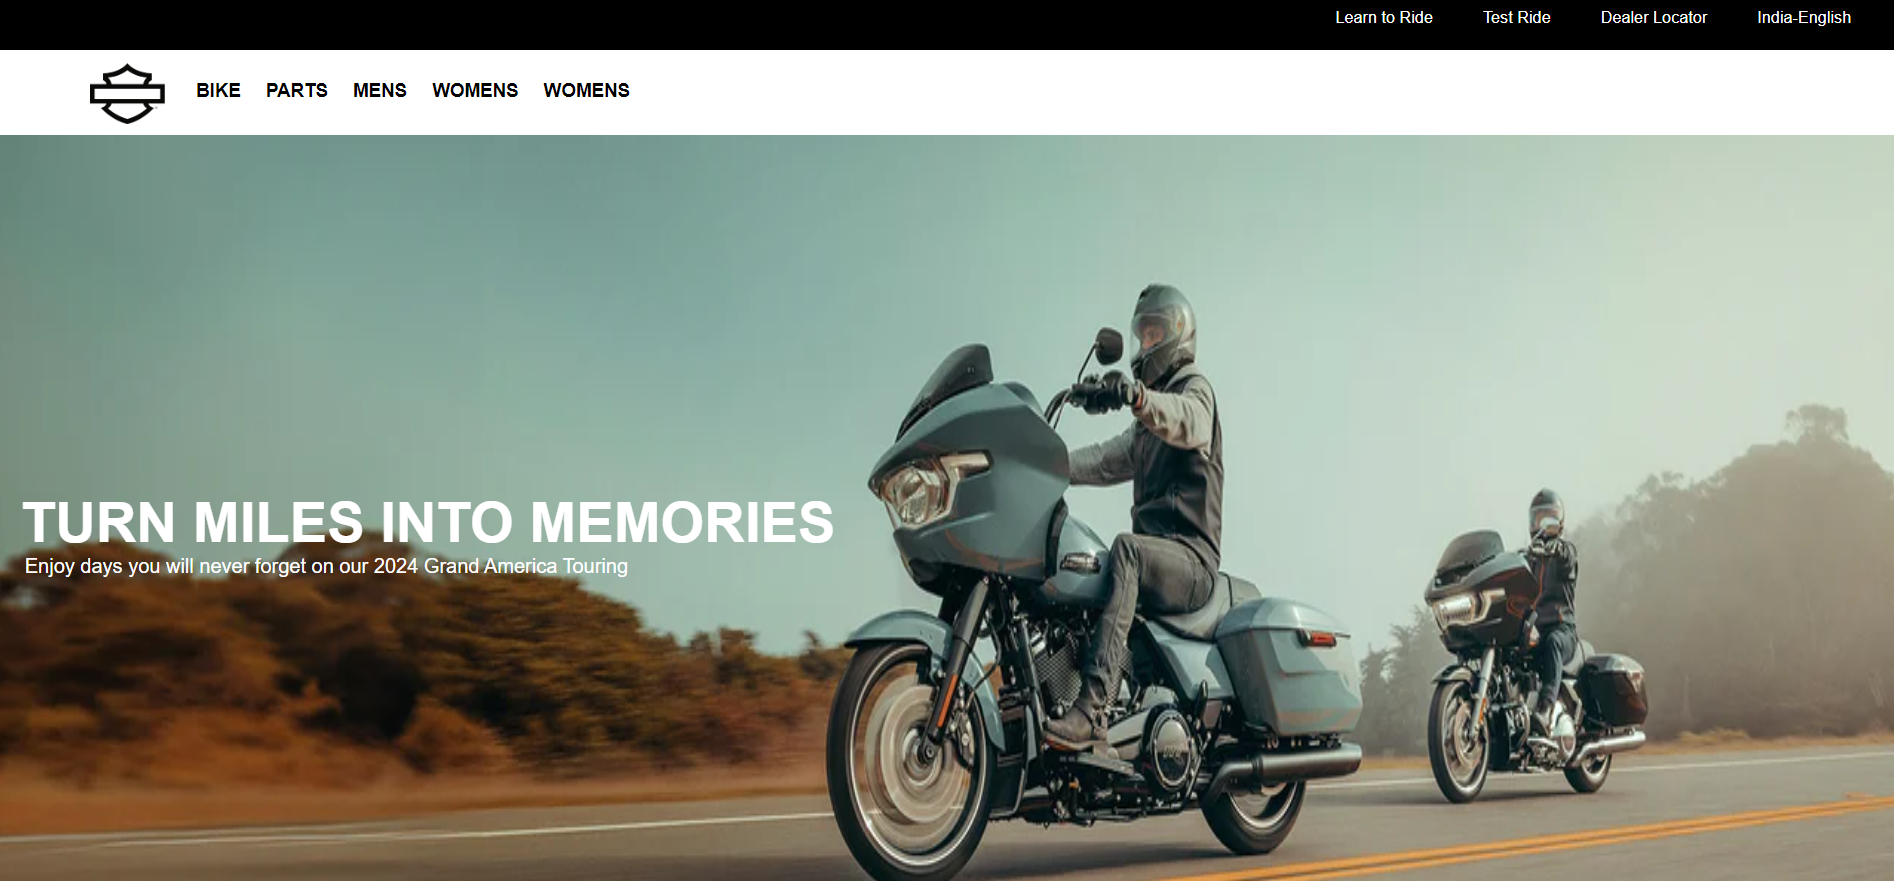 Learn to Ride Test Ride Dealer Locator India-English
BIKE PARTS MENS WOMENS WOMENS
TURN MILES INTO MEMORIES
Enjoy days you will never forget on our 2024 Grand America Touring